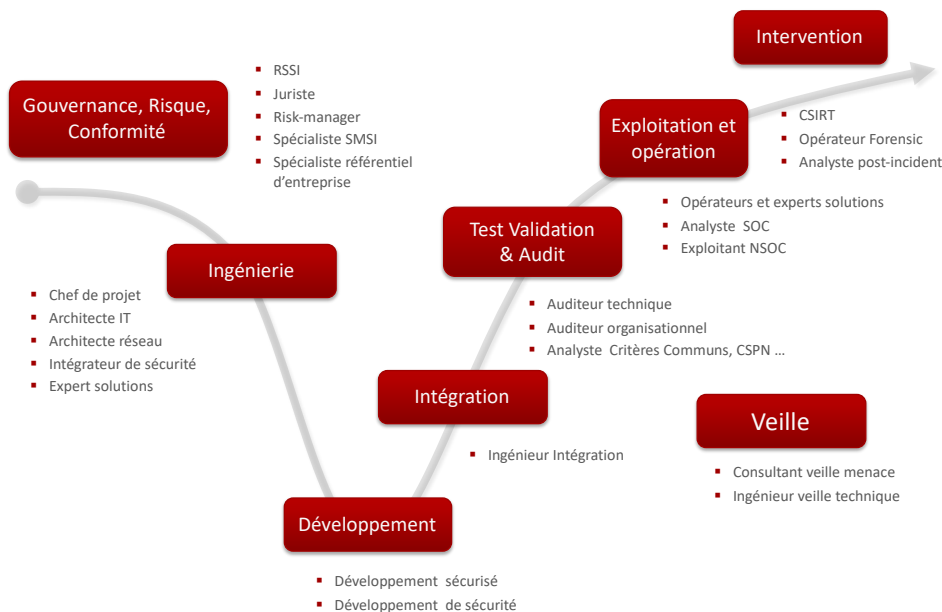 Gouvernance, Risque,
Conformité
RSSI
Juriste
Risk-manager
Spécialiste SMSI
Spécialiste référentiel
d'entreprise
Ingénierie
Chef de projet
Architecte IT
Architecte réseau
Intégrateur de sécurité
Expert solutions
Développement
Développement sécurisé
Développement de sécurité
Intégration
Ingénieur Intégration
Test Validation
& Audit
Auditeur technique
Auditeur organisationnel
Analyste Critères Communs, CSPN ...
Exploitation et
opération
Opérateurs et experts solutions
Analyste SOC
Exploitant NSOC
Intervention
CSIRT
Opérateur Forensic
Analyste post-incident
Veille
Consultant veille menace
Ingénieur veille technique